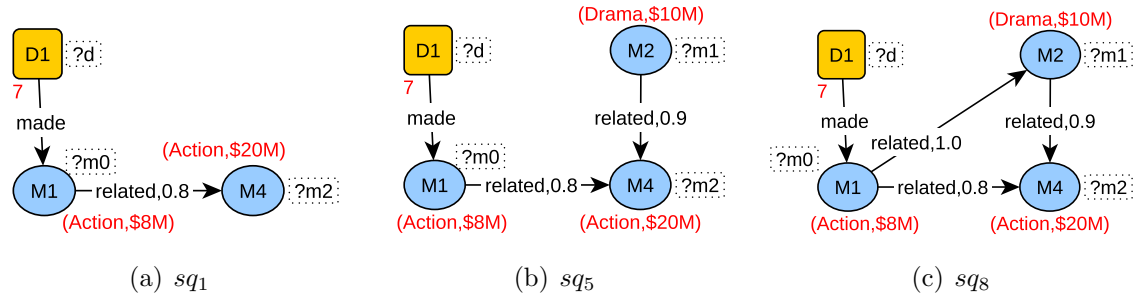 D1 ?d
7
made
?m0
(Action,$20M)
M1 related,0.8 M4 ?m2
(Action,$8M)
(a) sq1
(Drama,$10M)
D1 ?d M2 ?m1
7
made related,0.9
?m0
M1 related,0.8 M4 ?m2
(Action,$8M) (Action,$20M)
(b) sq5
(Drama,$10M)
D1 ?d M2 ?m1
7
made related,0.9
related,1.0
?m0
M1 related,0.8 M4 ?m2
(Action,$8M) (Action,$20M)
(c) sq8